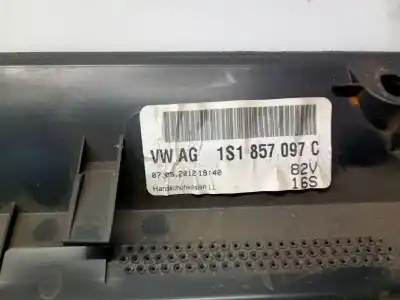 VW AG 1S1 857 097 C
07.05.2012 19:40 82V
Handschuhkasten LL 16S